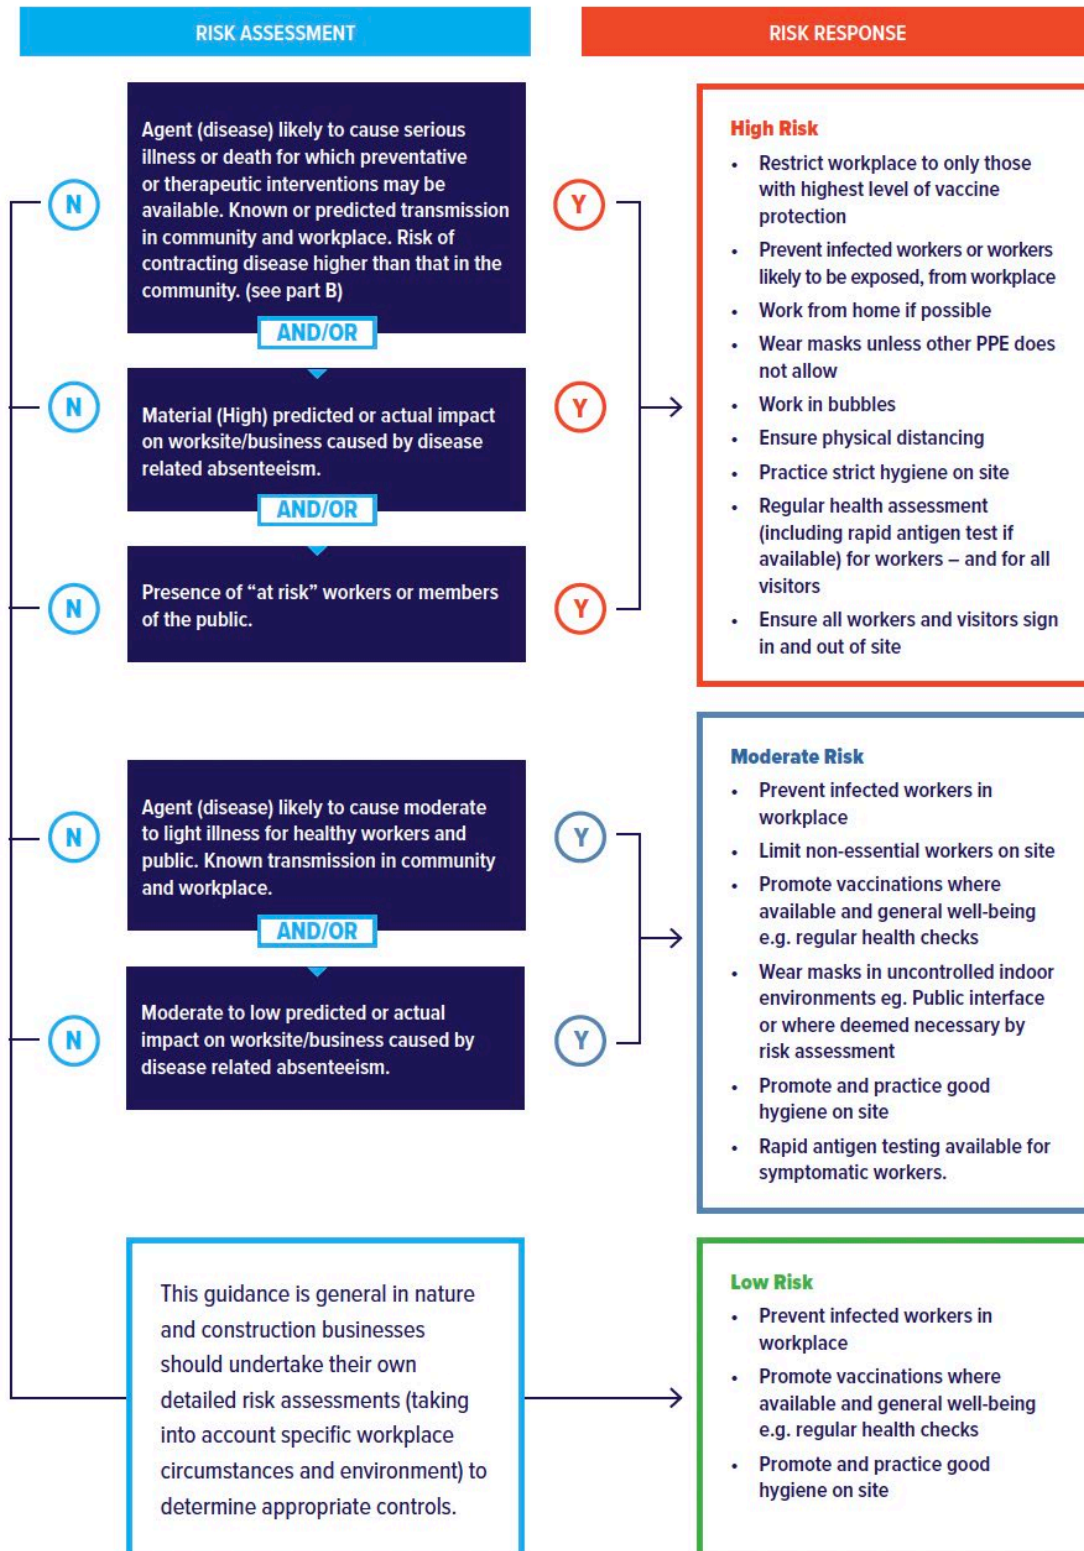 RISK ASSESSMENT
RISK RESPONSE
N
Agent (disease) likely to cause serious
illness or death for which preventative
or therapeutic interventions may be
available. Known or predicted transmission
in community and workplace. Risk of
contracting disease higher than that in the
community. (see part B)
Y
AND/OR
N
Material (High) predicted or actual impact
on worksite/business caused by disease
related absenteeism.
Y
AND/OR
N
Presence of “at risk” workers or members
of the public.
Y
High Risk
• Restrict workplace to only those
with highest level of vaccine
protection
• Prevent infected workers or workers
likely to be exposed, from workplace
• Work from home if possible
• Wear masks unless other PPE does
not allow
• Work in bubbles
• Ensure physical distancing
• Practice strict hygiene on site
• Regular health assessment
(including rapid antigen test if
available) for workers – and for all
visitors
• Ensure all workers and visitors sign
in and out of site
N
Agent (disease) likely to cause moderate
to light illness for healthy workers and
public. Known transmission in community
and workplace.
Y
AND/OR
N
Moderate to low predicted or actual
impact on worksite/business caused by
disease related absenteeism.
Y
Moderate Risk
• Prevent infected workers in
workplace
• Limit non-essential workers on site
• Promote vaccinations where
available and general well-being
e.g. regular health checks
• Wear masks in uncontrolled indoor
environments eg. Public interface
or where deemed necessary by
risk assessment
• Promote and practice good
hygiene on site
• Rapid antigen testing available for
symptomatic workers.
This guidance is general in nature
and construction businesses
should undertake their own
detailed risk assessments (taking
into account specific workplace
circumstances and environment) to
determine appropriate controls.
Low Risk
• Prevent infected workers in
workplace
• Promote vaccinations where
available and general well-being
e.g. regular health checks
• Promote and practice good
hygiene on site